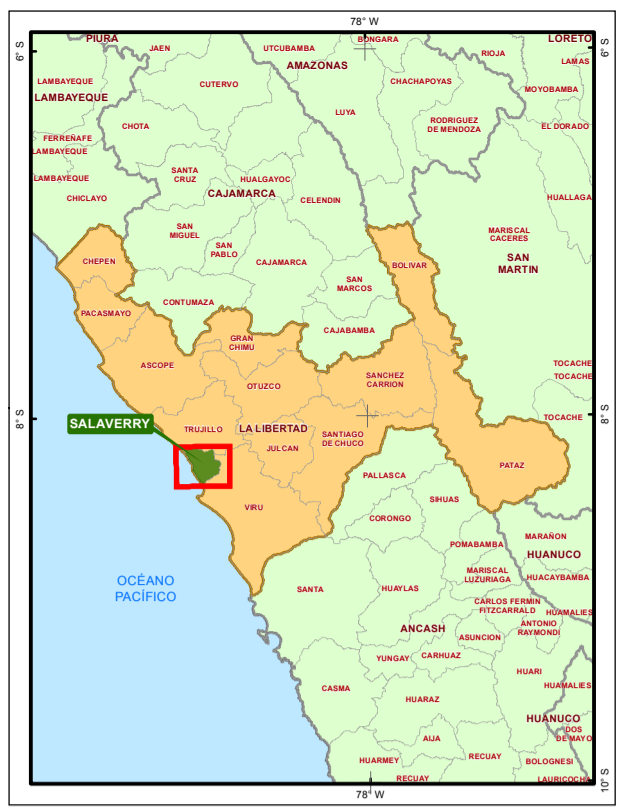 78° W
6° S
6° S
PIURA
JAEN
UTCUBAMBA
BONGARA
LORETO
RIOJA
LAMAS
AMAZONAS
LAMBAYEQUE
CUTERVO
CHACHAPOYAS
MOYOBAMBA
LAMBAYEQUE
LUYA
CHOTA
RODRIGUEZ
DE MENDOZA
EL DORADO
FERREÑAFE
LAMBAYEQUE
LAMBAYEQUE
SANTA
CRUZ
HUALGAYOC
CAJAMARCA
CELENDIN
CHICLAYO
HUALLAGA
SAN
MIGUEL
SAN
PABLO
MARISCAL
CACERES
SAN
MARTIN
CHEPEN
CAJAMARCA
BOLIVAR
SAN
MARCOS
CONTUMAZA
PACASMAYO
CAJABAMBA
GRAN
CHIMU
ASCOPE
TOCACHE
TOCACHE
OTUZCO
SANCHEZ
CARRION
8° S
8° S
TOCACHE
SALAVERRY
TRUJILLO
LA LIBERTAD
SANTIAGO
DE CHUCO
JULCAN
PATAZ
PALLASCA
SIHUAS
VIRU
CORONGO
MARAÑON
POMABAMBA
HUANUCO
MARISCAL
LUZURIAGA
HUACAYBAMBA
OCÉANO
PACÍFICO
SANTA
HUAYLAS
CARLOS FERMIN
FITZCARRALD
HUAMALIES
ANCASH
ANTONIO
RAYMONDI
ASUNCION
YUNGAY
CARHUAZ
HUARI
CASMA
HUAMALIES
HUARAZ
HUANUCO
DOS
DE MAYO
AIJA
HUARMEY
RECUAY
BOLOGNESI
RECUAY
LAURICOCHA
10° S
78° W